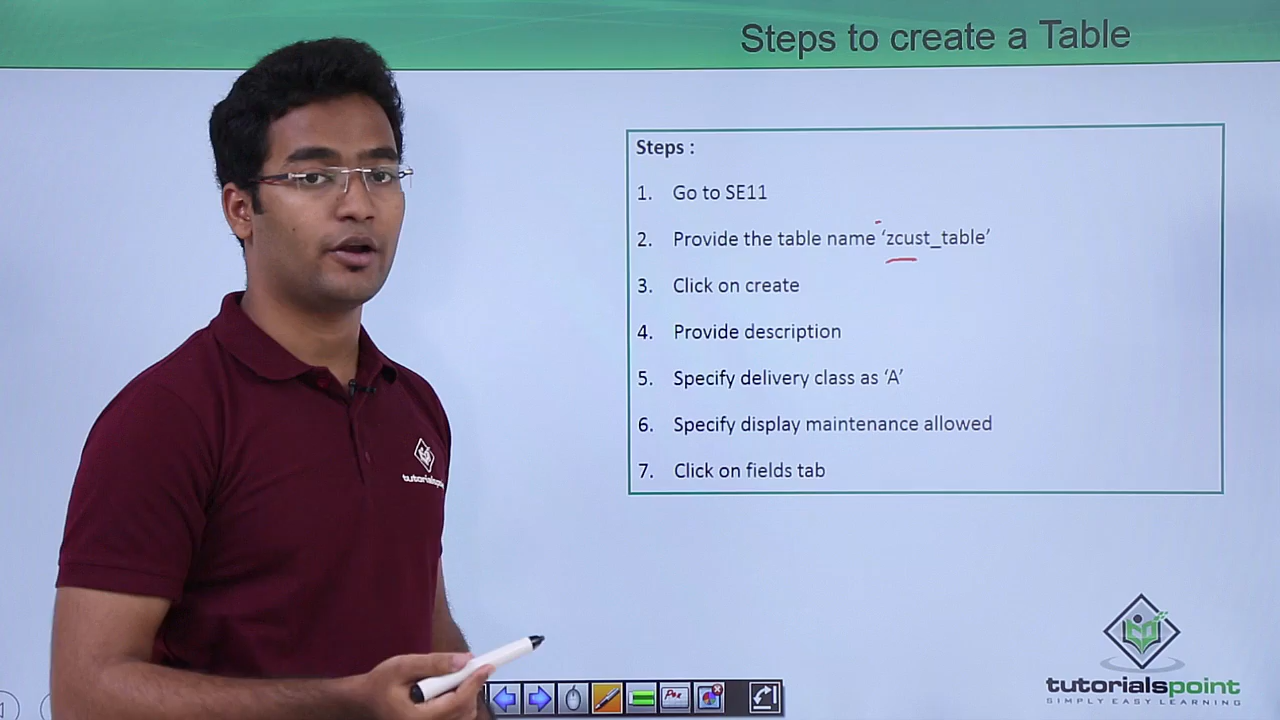 Steps to create a Table
Steps :
1. Go to SE11
2. Provide the table name ‘zcust_table’
3. Click on create
4. Provide description
5. Specify delivery class as ‘A’
6. Specify display maintenance allowed
7. Click on fields tab
tutorialspoint
tutorialspoint
SIMPLY EASY LEARNING